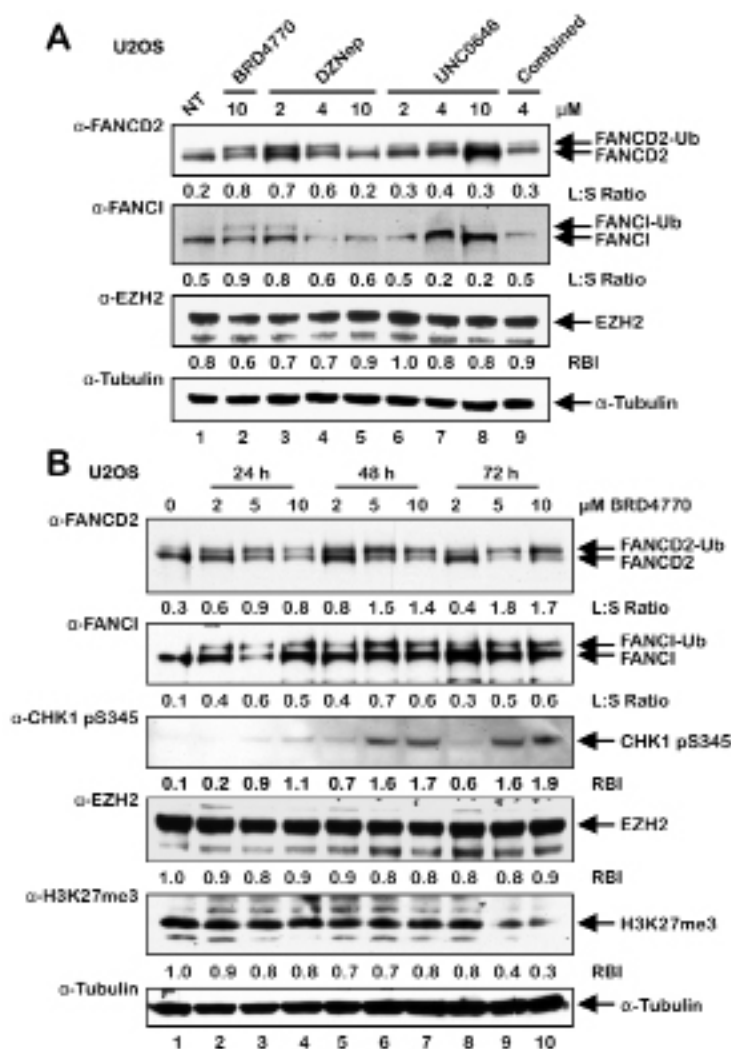 A
U2OS
BRD4770
DZNep
UNC0646
Combined
NT 10 2 4 10 2 4 10 4 µM
α-FANCD2
FANCD2-Ub
FANCD2
0.2 0.8 0.7 0.6 0.2 0.3 0.4 0.3 0.3 L:S Ratio
α-FANCI
FANCI-Ub
FANCI
0.5 0.9 0.8 0.6 0.6 0.5 0.2 0.2 0.5 L:S Ratio
α-EZH2
EZH2
0.8 0.6 0.7 0.7 0.9 1.0 0.8 0.8 0.9 RBI
α-Tubulin
α-Tubulin
1 2 3 4 5 6 7 8 9
B
U2OS 24 h 48 h 72 h
0 2 5 10 2 5 10 2 5 10 µM BRD4770
α-FANCD2
FANCD2-Ub
FANCD2
0.3 0.6 0.9 0.8 0.8 1.5 1.4 0.4 1.8 1.7 L:S Ratio
α-FANCI
FANCI-Ub
FANCI
0.1 0.4 0.6 0.5 0.4 0.7 0.6 0.3 0.5 0.6 L:S Ratio
α-CHK1 pS345
CHK1 pS345
0.1 0.2 0.9 1.1 0.7 1.6 1.7 0.6 1.6 1.9 RBI
α-EZH2
EZH2
1.0 0.9 0.8 0.9 0.9 0.8 0.8 0.8 0.8 0.9 RBI
α-H3K27me3
H3K27me3
1.0 0.9 0.8 0.8 0.7 0.7 0.8 0.8 0.4 0.3 RBI
α-Tubulin
α-Tubulin
1 2 3 4 5 6 7 8 9 10